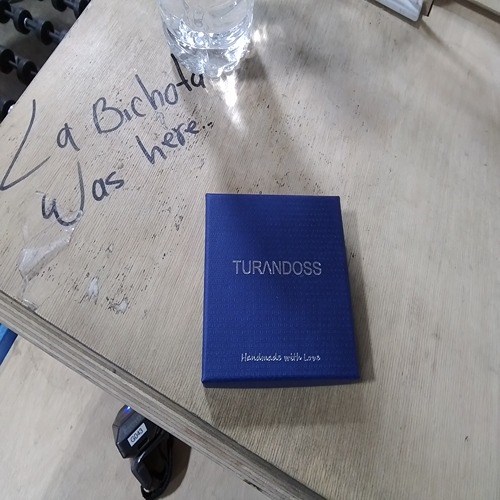 La Bichota
was here..
TURANDOSS
Handmade with Love